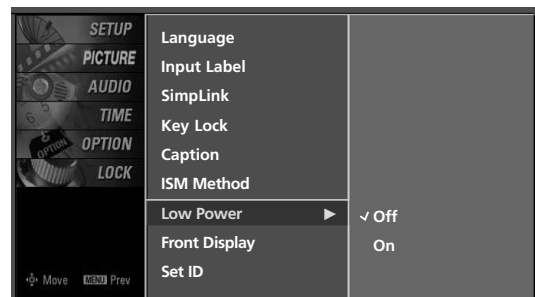 SETUP
PICTURE
AUDIO
TIME
OPTION
LOCK
Move MENU Prev
Language
Input Label
SimpLink
Key Lock
Caption
ISM Method
Low Power ▶
Front Display
Set ID
✓ Off
On